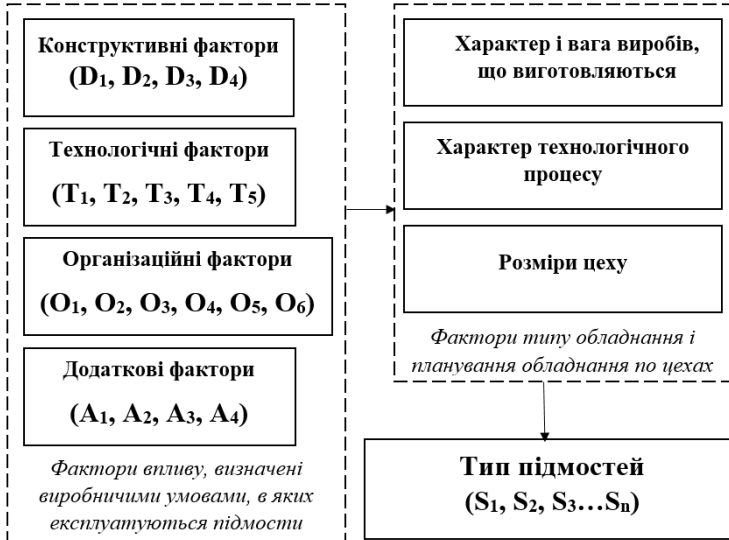 Конструктивні фактори
(D₁, D₂, D₃, D₄)
Технологічні фактори
(T₁, T₂, T₃, T₄, T₅)
Організаційні фактори
(O₁, O₂, O₃, O₄, O₅, O₆)
Додаткові фактори
(A₁, A₂, A₃, A₄)
Фактори впливу, визначені
виробничими умовами, в яких
експлуатуються підмости
Характер і вага виробів,
що виготовляються
Характер технологічного
процесу
Розміри цеху
Фактори типу обладнання і
планування обладнання по цехах
Тип підмостей
(S₁, S₂, S₃…Sₙ)